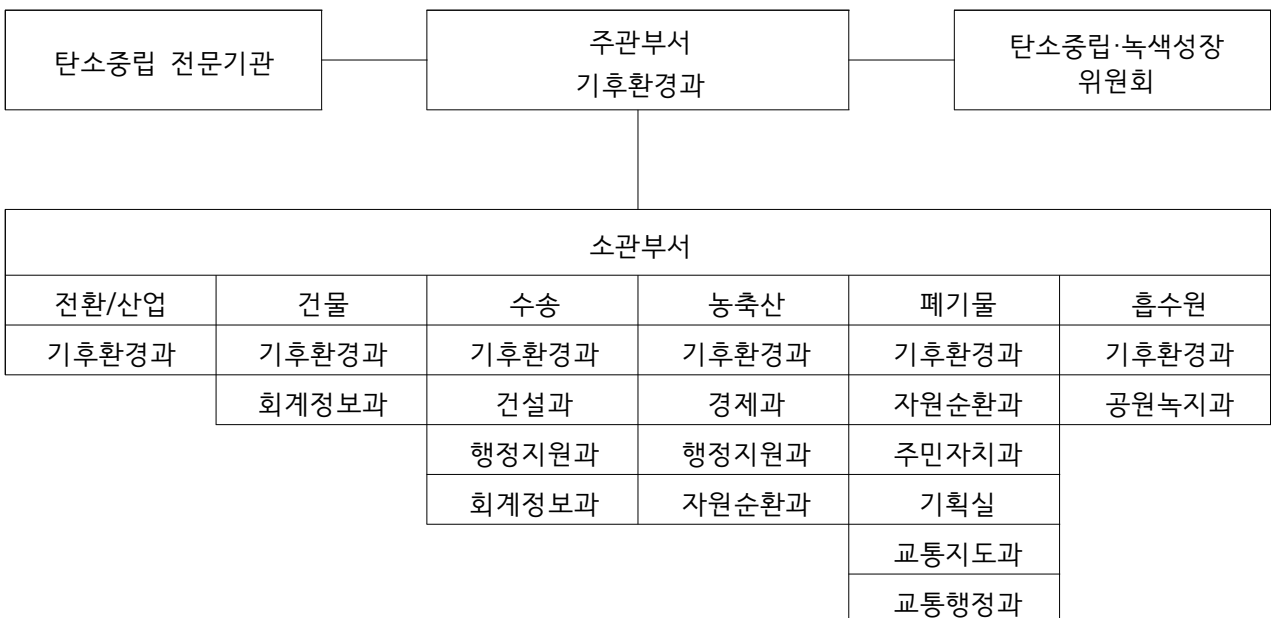 탄소중립 전문기관
주관부서
기후환경과
탄소중립·녹색성장
위원회
소관부서
전환/산업 건물 수송 농축산 폐기물 흡수원
기후환경과 기후환경과 기후환경과 기후환경과 기후환경과 기후환경과
회계정보과 건설과 경제과 자원순환과 공원녹지과
행정지원과 행정지원과 주민자치과
회계정보과 자원순환과 기획실
교통지도과
교통행정과